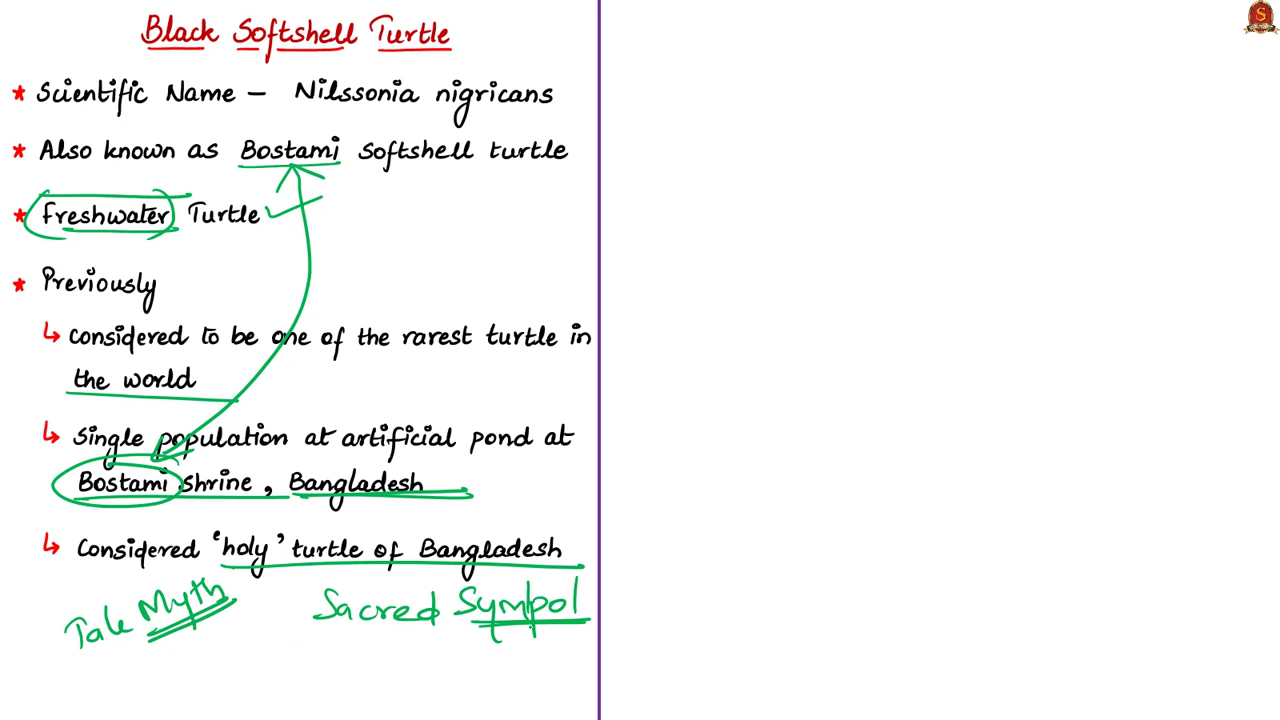 Black Softshell Turtle
* Scientific Name – Nilssonia nigricans
* Also known as Bostami softshell turtle
* freshwater Turtle
* Previously
↳ Considered to be one of the rarest turtle in
the world
↳ Single population at artificial pond at
Bostami shrine, Bangladesh
↳ Considered 'holy' turtle of Bangladesh
Tale Myth Sacred Symbol